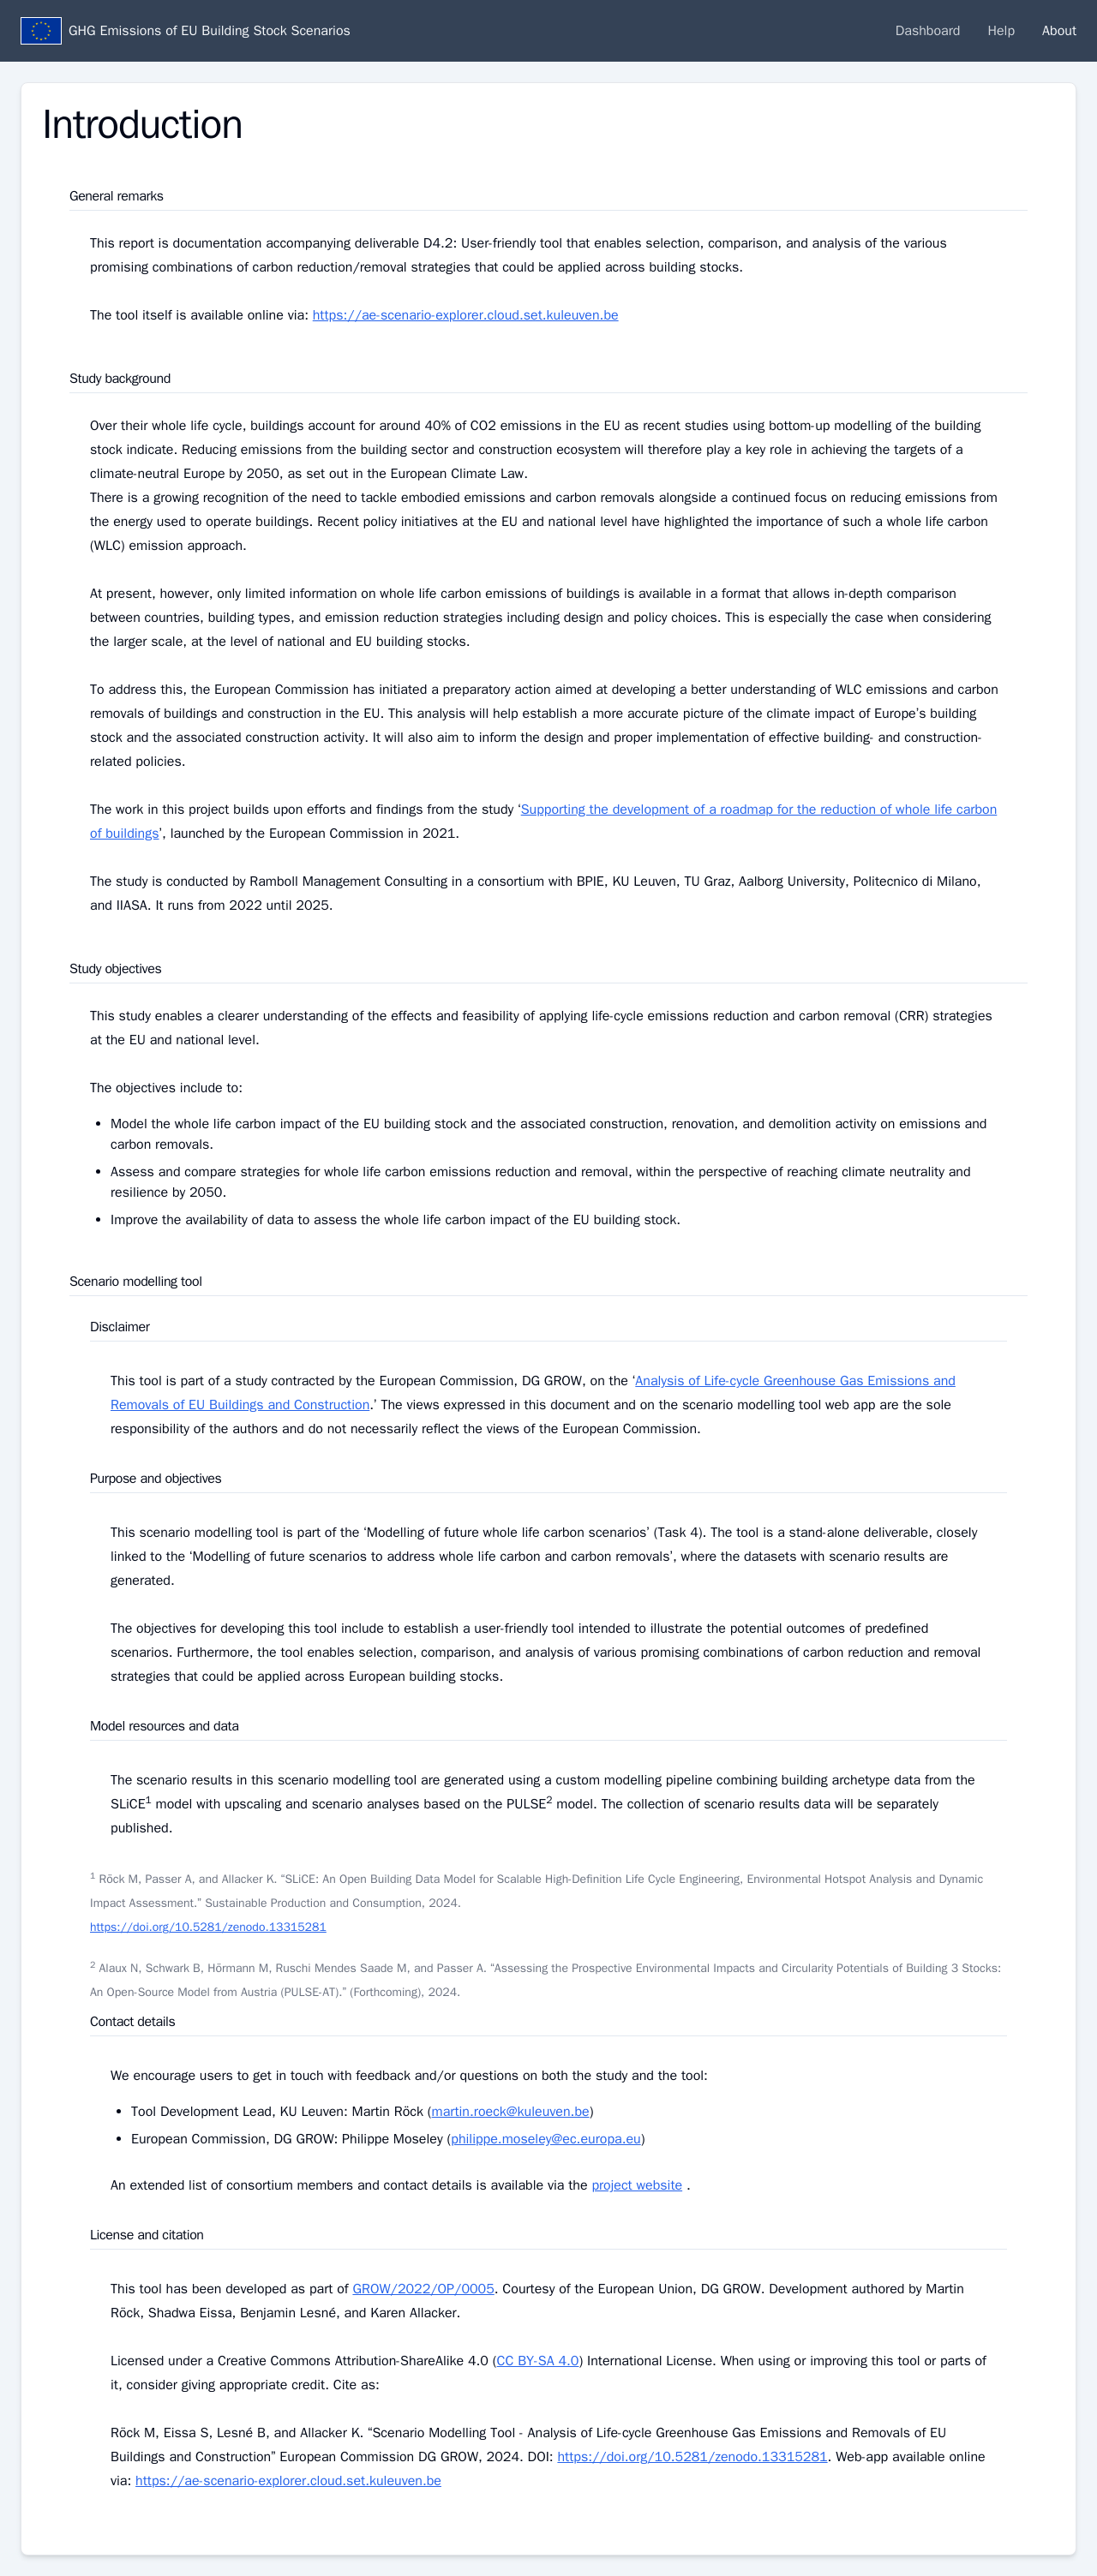 GHG Emissions of EU Building Stock Scenarios
Dashboard Help About
Introduction
General remarks
This report is documentation accompanying deliverable D4.2: User-friendly tool that enables selection, comparison, and analysis of the various
promising combinations of carbon reduction/removal strategies that could be applied across building stocks.
The tool itself is available online via: https://ae-scenario-explorer.cloud.set.kuleuven.be
Study background
Over their whole life cycle, buildings account for around 40% of CO2 emissions in the EU as recent studies using bottom-up modelling of the building
stock indicate. Reducing emissions from the building sector and construction ecosystem will therefore play a key role in achieving the targets of a
climate-neutral Europe by 2050, as set out in the European Climate Law.
There is a growing recognition of the need to tackle embodied emissions and carbon removals alongside a continued focus on reducing emissions from
the energy used to operate buildings. Recent policy initiatives at the EU and national level have highlighted the importance of such a whole life carbon
(WLC) emission approach.
At present, however, only limited information on whole life carbon emissions of buildings is available in a format that allows in-depth comparison
between countries, building types, and emission reduction strategies including design and policy choices. This is especially the case when considering
the larger scale, at the level of national and EU building stocks.
To address this, the European Commission has initiated a preparatory action aimed at developing a better understanding of WLC emissions and carbon
removals of buildings and construction in the EU. This analysis will help establish a more accurate picture of the climate impact of Europe's building
stock and the associated construction activity. It will also aim to inform the design and proper implementation of effective building- and construction-
related policies.
The work in this project builds upon efforts and findings from the study ‘Supporting the development of a roadmap for the reduction of whole life carbon
of buildings’, launched by the European Commission in 2021.
The study is conducted by Ramboll Management Consulting in a consortium with BPIE, KU Leuven, TU Graz, Aalborg University, Politecnico di Milano,
and IIASA. It runs from 2022 until 2025.
Study objectives
This study enables a clearer understanding of the effects and feasibility of applying life-cycle emissions reduction and carbon removal (CRR) strategies
at the EU and national level.
The objectives include to:
• Model the whole life carbon impact of the EU building stock and the associated construction, renovation, and demolition activity on emissions and
carbon removals.
• Assess and compare strategies for whole life carbon emissions reduction and removal, within the perspective of reaching climate neutrality and
resilience by 2050.
• Improve the availability of data to assess the whole life carbon impact of the EU building stock.
Scenario modelling tool
Disclaimer
This tool is part of a study contracted by the European Commission, DG GROW, on the ‘Analysis of Life-cycle Greenhouse Gas Emissions and
Removals of EU Buildings and Construction.’ The views expressed in this document and on the scenario modelling tool web app are the sole
responsibility of the authors and do not necessarily reflect the views of the European Commission.
Purpose and objectives
This scenario modelling tool is part of the ‘Modelling of future whole life carbon scenarios’ (Task 4). The tool is a stand-alone deliverable, closely
linked to the ‘Modelling of future scenarios to address whole life carbon and carbon removals’, where the datasets with scenario results are
generated.
The objectives for developing this tool include to establish a user-friendly tool intended to illustrate the potential outcomes of predefined
scenarios. Furthermore, the tool enables selection, comparison, and analysis of various promising combinations of carbon reduction and removal
strategies that could be applied across European building stocks.
Model resources and data
The scenario results in this scenario modelling tool are generated using a custom modelling pipeline combining building archetype data from the
SLiCE1 model with upscaling and scenario analyses based on the PULSE2 model. The collection of scenario results data will be separately
published.
1 Röck M, Passer A, and Allacker K. “SLiCE: An Open Building Data Model for Scalable High-Definition Life Cycle Engineering, Environmental Hotspot Analysis and Dynamic
Impact Assessment.” Sustainable Production and Consumption, 2024.
https://doi.org/10.5281/zenodo.13315281
2 Alaux N, Schwark B, Hörmann M, Ruschi Mendes Saade M, and Passer A. “Assessing the Prospective Environmental Impacts and Circularity Potentials of Building 3 Stocks:
An Open-Source Model from Austria (PULSE-AT).” (Forthcoming), 2024.
Contact details
We encourage users to get in touch with feedback and/or questions on both the study and the tool:
• Tool Development Lead, KU Leuven: Martin Röck (martin.roeck@kuleuven.be)
• European Commission, DG GROW: Philippe Moseley (philippe.moseley@ec.europa.eu)
An extended list of consortium members and contact details is available via the project website .
License and citation
This tool has been developed as part of GROW/2022/OP/0005. Courtesy of the European Union, DG GROW. Development authored by Martin
Röck, Shadwa Eissa, Benjamin Lesné, and Karen Allacker.
Licensed under a Creative Commons Attribution-ShareAlike 4.0 (CC BY-SA 4.0) International License. When using or improving this tool or parts of
it, consider giving appropriate credit. Cite as:
Röck M, Eissa S, Lesné B, and Allacker K. “Scenario Modelling Tool - Analysis of Life-cycle Greenhouse Gas Emissions and Removals of EU
Buildings and Construction” European Commission DG GROW, 2024. DOI: https://doi.org/10.5281/zenodo.13315281. Web-app available online
via: https://ae-scenario-explorer.cloud.set.kuleuven.be